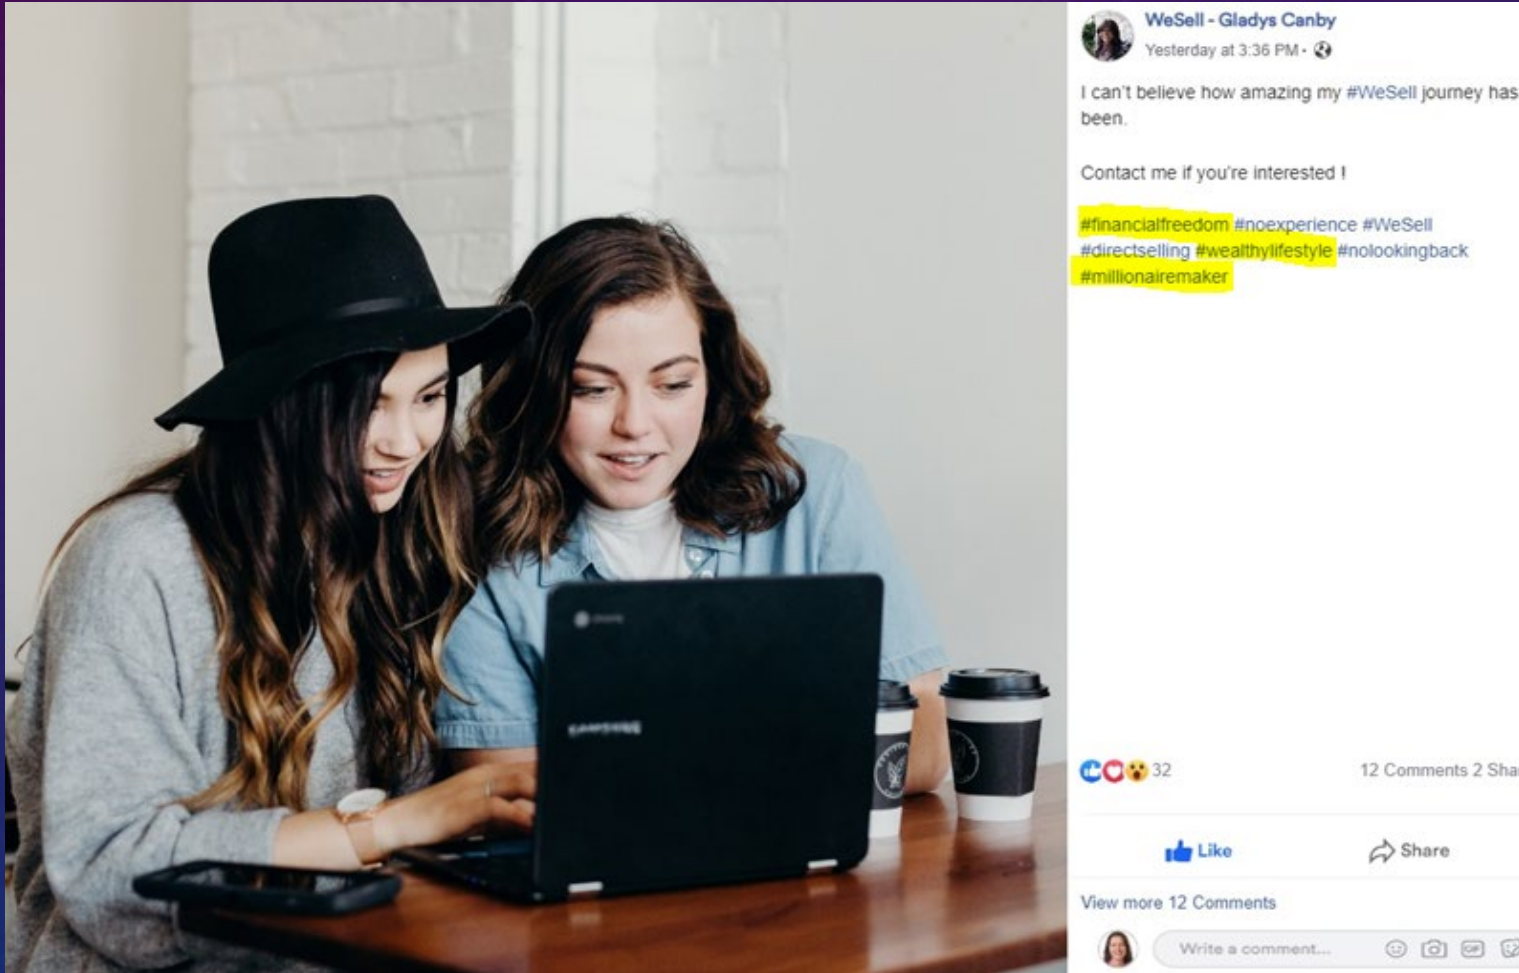 WeSell - Gladys Canby
Yesterday at 3:36 PM ·
I can't believe how amazing my #WeSell journey has
been.
Contact me if you're interested !
#financialfreedom #noexperience #WeSell
#directselling #wealthylifestyle #nolookingback
#millionairemaker
32
12 Comments 2
Like
Share
View more 12 Comments
Write a comment...
GIF
SAMSUNG